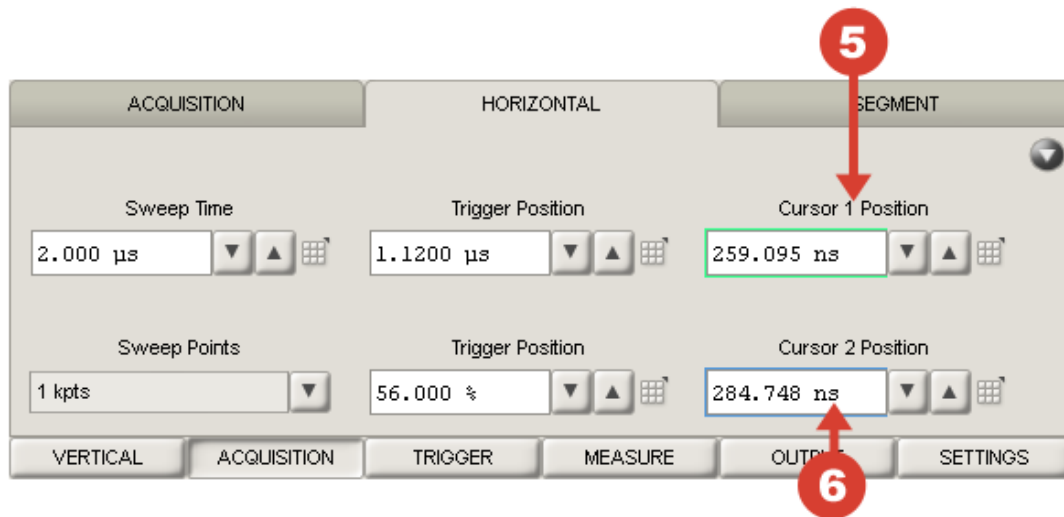 5
ACQUISITION HORIZONTAL SEGMENT
Sweep Time Trigger Position Cursor 1 Position
2.000 µs 1.1200 µs 259.095 ns
Sweep Points Trigger Position Cursor 2 Position
1 kpts 56.000 % 284.748 ns
VERTICAL ACQUISITION TRIGGER MEASURE OUTPUT SETTINGS
6